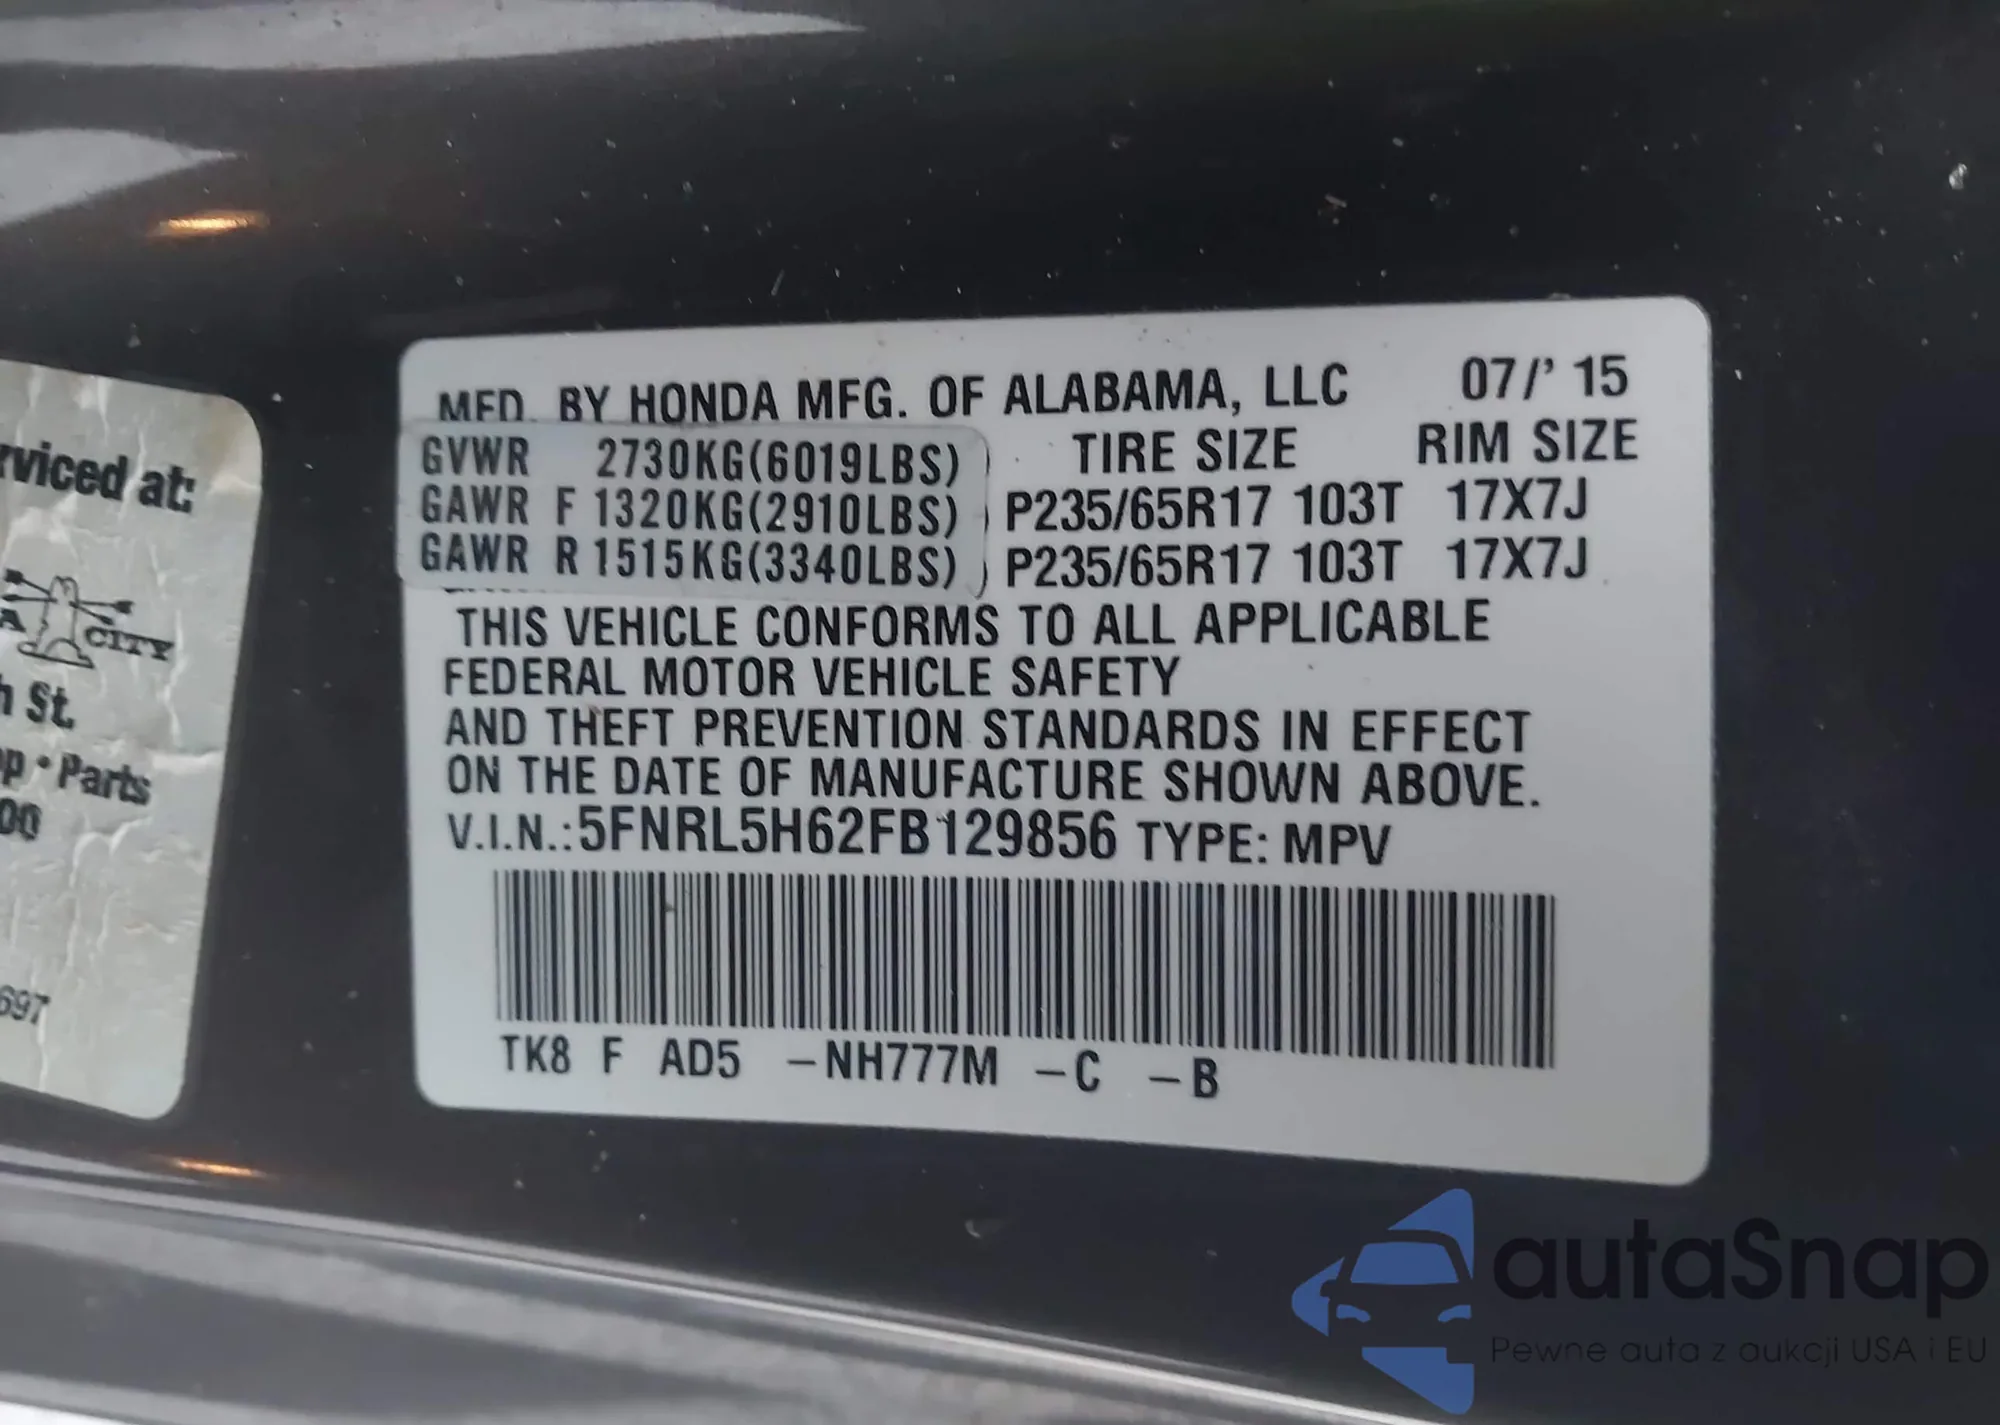 MFD. BY HONDA MFG. OF ALABAMA, LLC 07/' 15
GVWR 2730KG(6019LBS) TIRE SIZE RIM SIZE
GAWR F 1320KG(2910LBS) P235/65R17 103T 17X7J
GAWR R 1515KG(3340LBS) P235/65R17 103T 17X7J
THIS VEHICLE CONFORMS TO ALL APPLICABLE
FEDERAL MOTOR VEHICLE SAFETY
AND THEFT PREVENTION STANDARDS IN EFFECT
ON THE DATE OF MANUFACTURE SHOWN ABOVE.
V.I.N.:5FNRL5H62FB129856 TYPE: MPV
TK8 F AD5 -NH777M -C -B
at:
CITY
St.
• Parts
autaSnap
Pewne auta z aukcji USA i EU